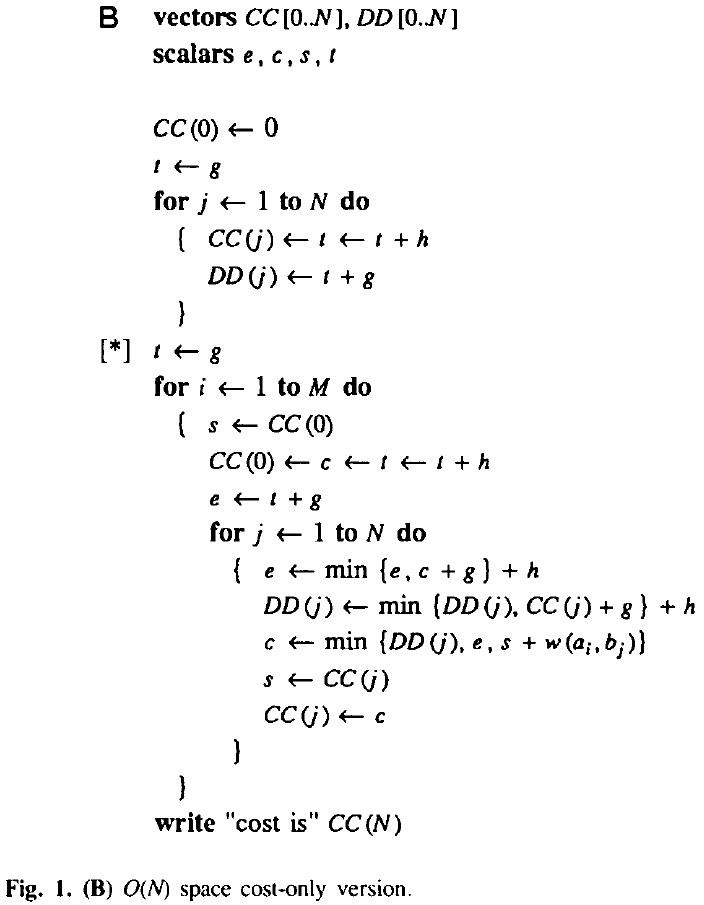 B vectors CC[0..N], DD[0..N]
scalars e, c, s, t
CC(0) ← 0
t ← g
for j ← 1 to N do
{ CC(j) ← t ← t + h
DD(j) ← t + g
}
[*] t ← g
for i ← 1 to M do
{ s ← CC(0)
CC(0) ← c ← t ← t + h
e ← t + g
for j ← 1 to N do
{ e ← min {e, c + g} + h
DD(j) ← min {DD(j), CC(j) + g} + h
c ← min {DD(j), e, s + w(aᵢ,bⱼ)}
s ← CC(j)
CC(j) ← c
}
}
write "cost is" CC(N)
Fig. 1. (B) O(N) space cost-only version.